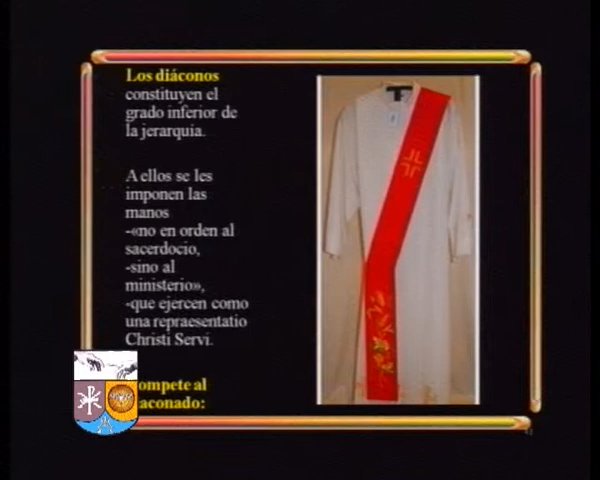 Los diáconos
constituyen el
grado inferior de
la jerarquía.
A ellos se les
imponen las
manos
-«no en orden al
sacerdocio,
-sino al
ministerio»,
-que ejercen como
una repraesentatio
Christi Servi.
ompete al
aconado: